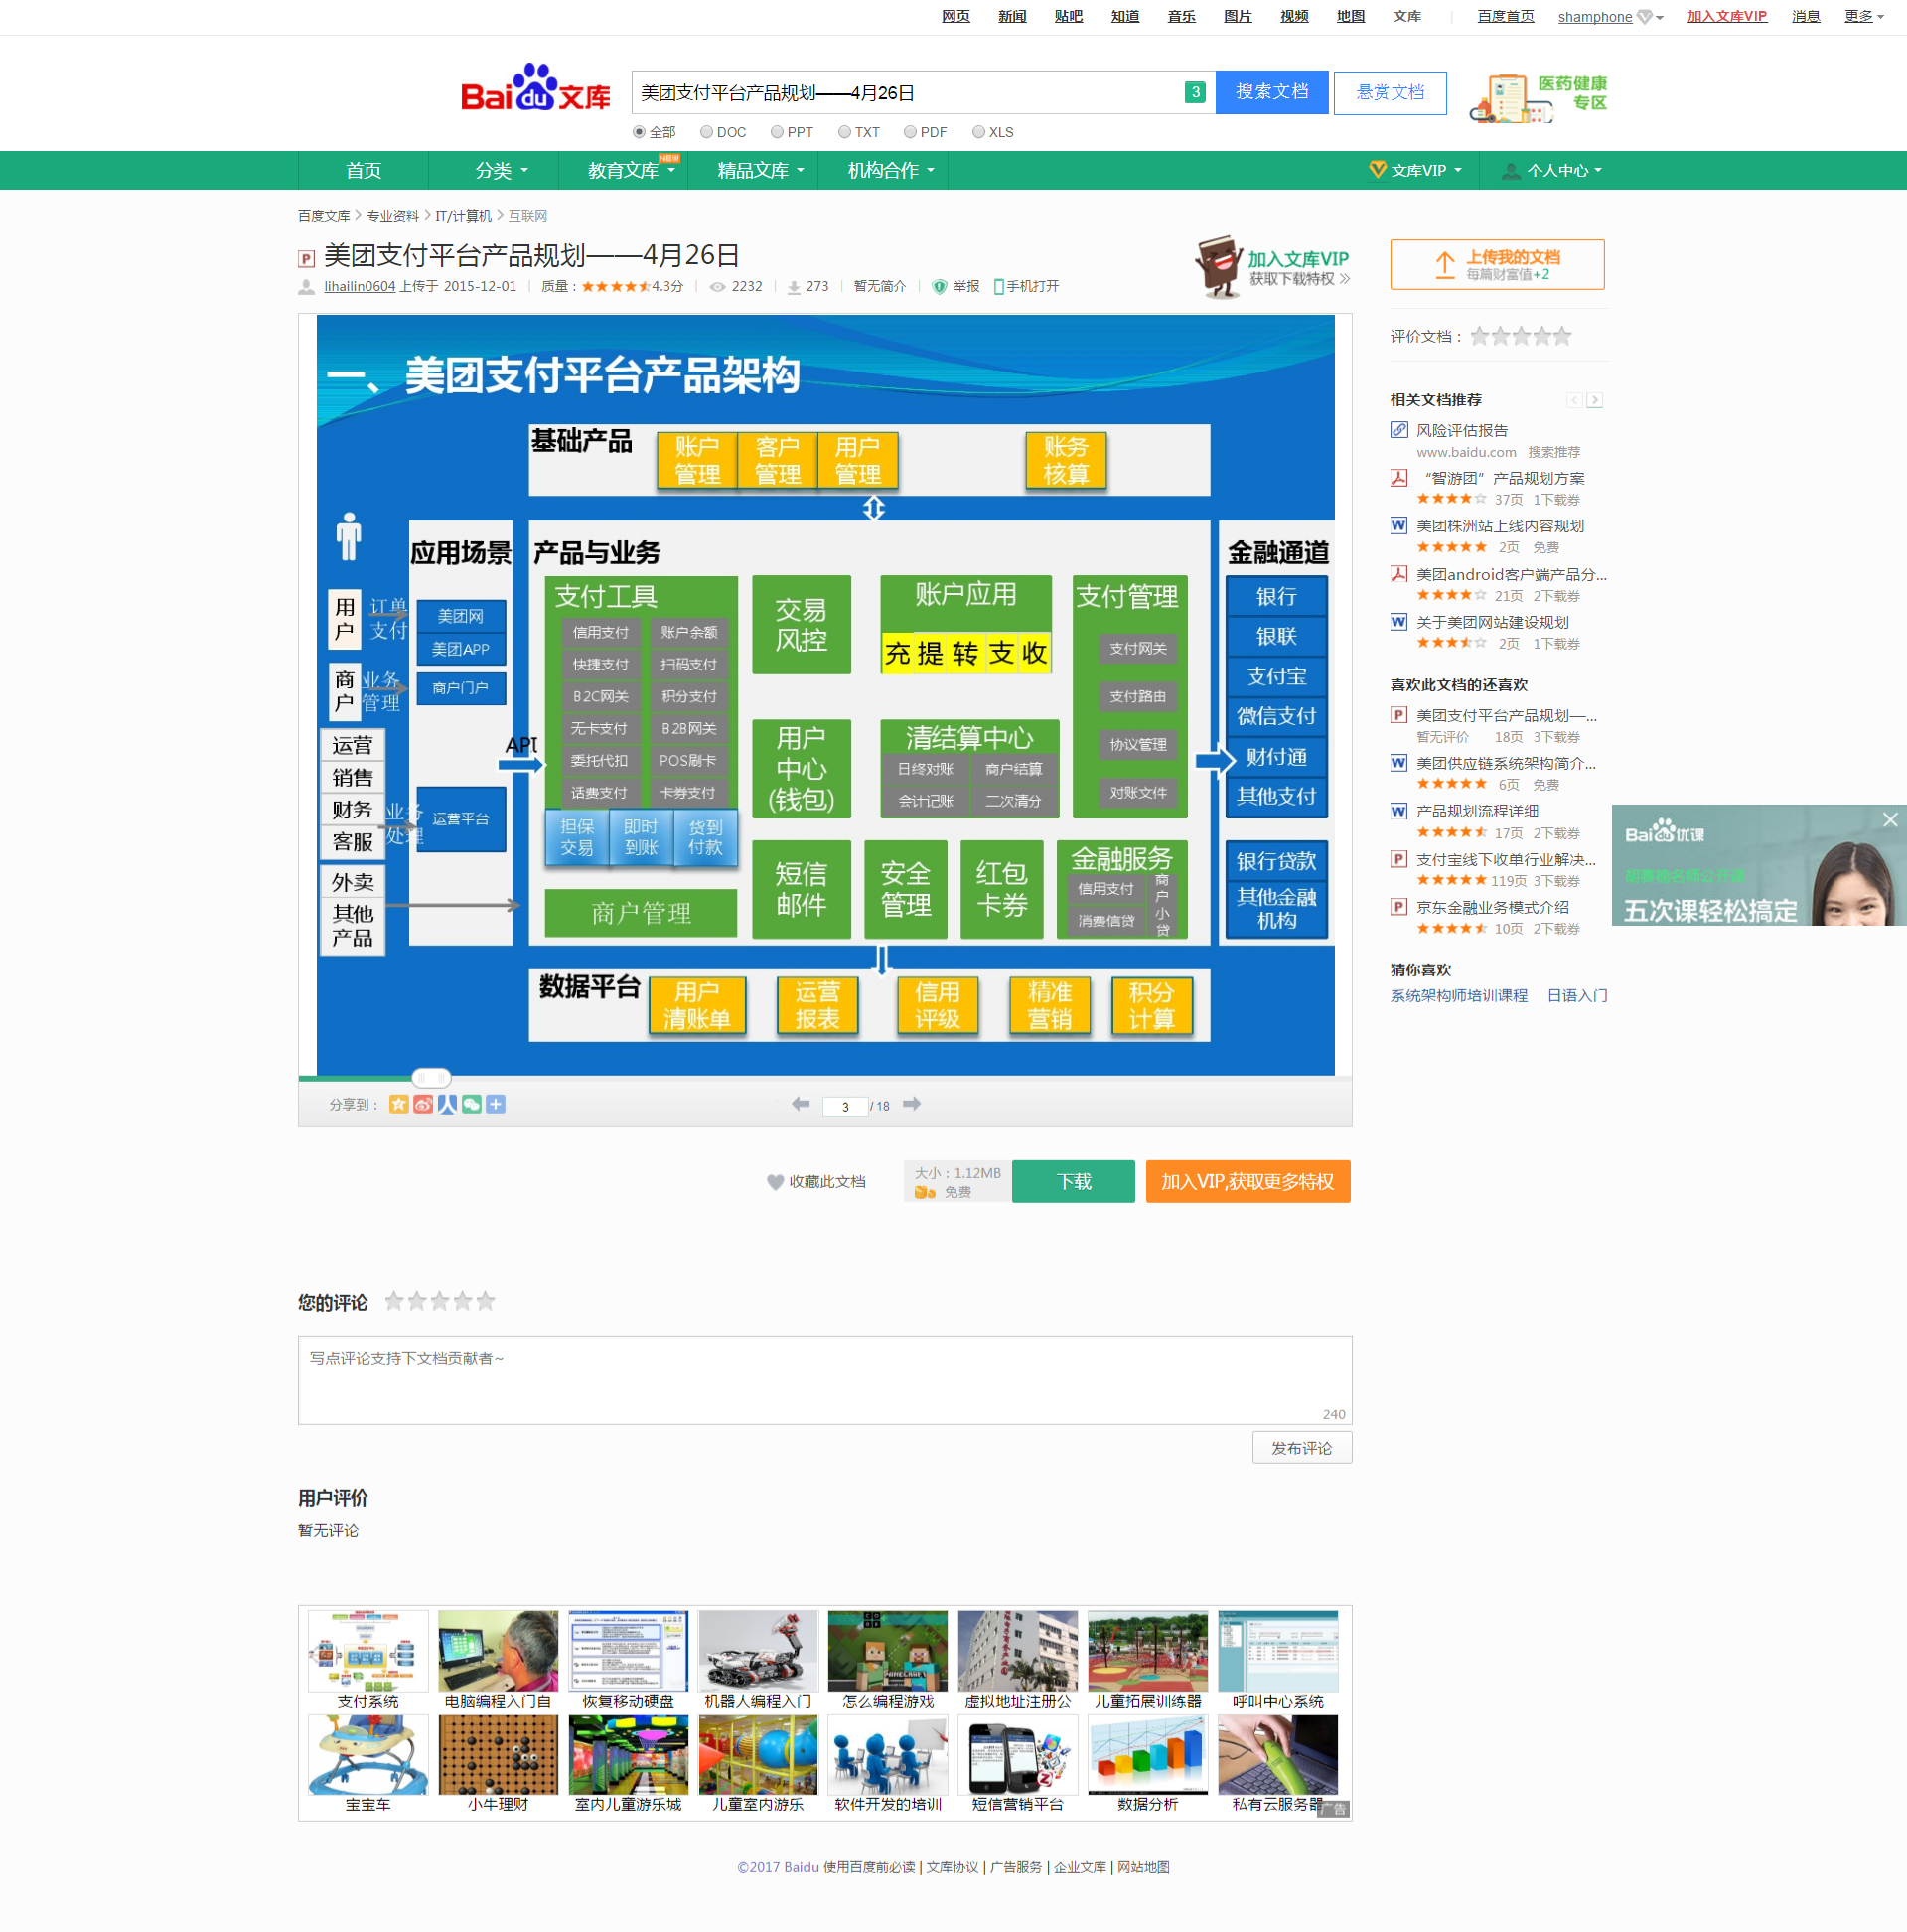 网页 新闻 贴吧 知道 音乐 图片 视频 地图 文库 百度首页 shamphone 加入文库VIP 消息 更多
Bai du 文库
美团支付平台产品规划——4月26日 3 搜索文档 悬赏文档
医药健康
专区
全部 DOC PPT TXT PDF XLS
首页 分类 教育文库 NEW 精品文库 机构合作 文库VIP 个人中心
百度文库 > 专业资料 > IT/计算机 > 互联网
美团支付平台产品规划——4月26日
lihailin0604 上传于 2015-12-01 质量： 4.3分 2232 273 暂无简介 举报 手机打开
加入文库VIP
获取下载特权 »
一、美团支付平台产品架构
基础产品
账户
管理
客户
管理
用户
管理
账务
核算
用户
订单
支付
商户
业务
管理
运营
销售
财务
客服
业务
处理
外卖
其他
产品
应用场景
美团网
美团APP
商户门户
运营平台
API
产品与业务
支付工具
信用支付 账户余额
快捷支付 扫码支付
B2C网关 积分支付
无卡支付 B2B网关
委托代扣 POS刷卡
话费支付 卡券支付
担保
交易
即时
到账
货到
付款
商户管理
交易
风控
账户应用
充 提 转 支 收
支付管理
支付网关
支付路由
协议管理
对账文件
用户
中心
(钱包)
清结算中心
日终对账 商户结算
会计记账 二次清分
短信
邮件
安全
管理
红包
卡券
金融服务
信用支付
消费信贷
商户小贷
金融通道
银行
银联
支付宝
微信支付
财付通
其他支付
银行贷款
其他金融
机构
数据平台
用户
清账单
运营
报表
信用
评级
精准
营销
积分
计算
分享到：
3 / 18
收藏此文档
大小：1.12MB
免费
下载
加入VIP,获取更多特权
上传我的文档
每篇财富值+2
评价文档：
相关文档推荐
风险评估报告
www.baidu.com 搜索推荐
“智游团”产品规划方案
37页 1下载券
美团株洲站上线内容规划
2页 免费
美团android客户端产品分...
21页 2下载券
关于美团网站建设规划
2页 1下载券
喜欢此文档的还喜欢
美团支付平台产品规划—...
暂无评价 18页 3下载券
美团供应链系统架构简介...
6页 免费
产品规划流程详细
17页 2下载券
支付宝线下收单行业解决...
119页 3下载券
京东金融业务模式介绍
10页 2下载券
猜你喜欢
系统架构师培训课程 日语入门
Bai 优课
五次课轻松搞定
您的评论
写点评论支持下文档贡献者~
240
发布评论
用户评价
暂无评论
支付系统 电脑编程入门自 恢复移动硬盘 机器人编程入门 怎么编程游戏 虚拟地址注册公 儿童拓展训练器 呼叫中心系统
宝宝车 小牛理财 室内儿童游乐城 儿童室内游乐 软件开发的培训 短信营销平台 数据分析 私有云服务器
广告
©2017 Baidu 使用百度前必读 | 文库协议 | 广告服务 | 企业文库 | 网站地图